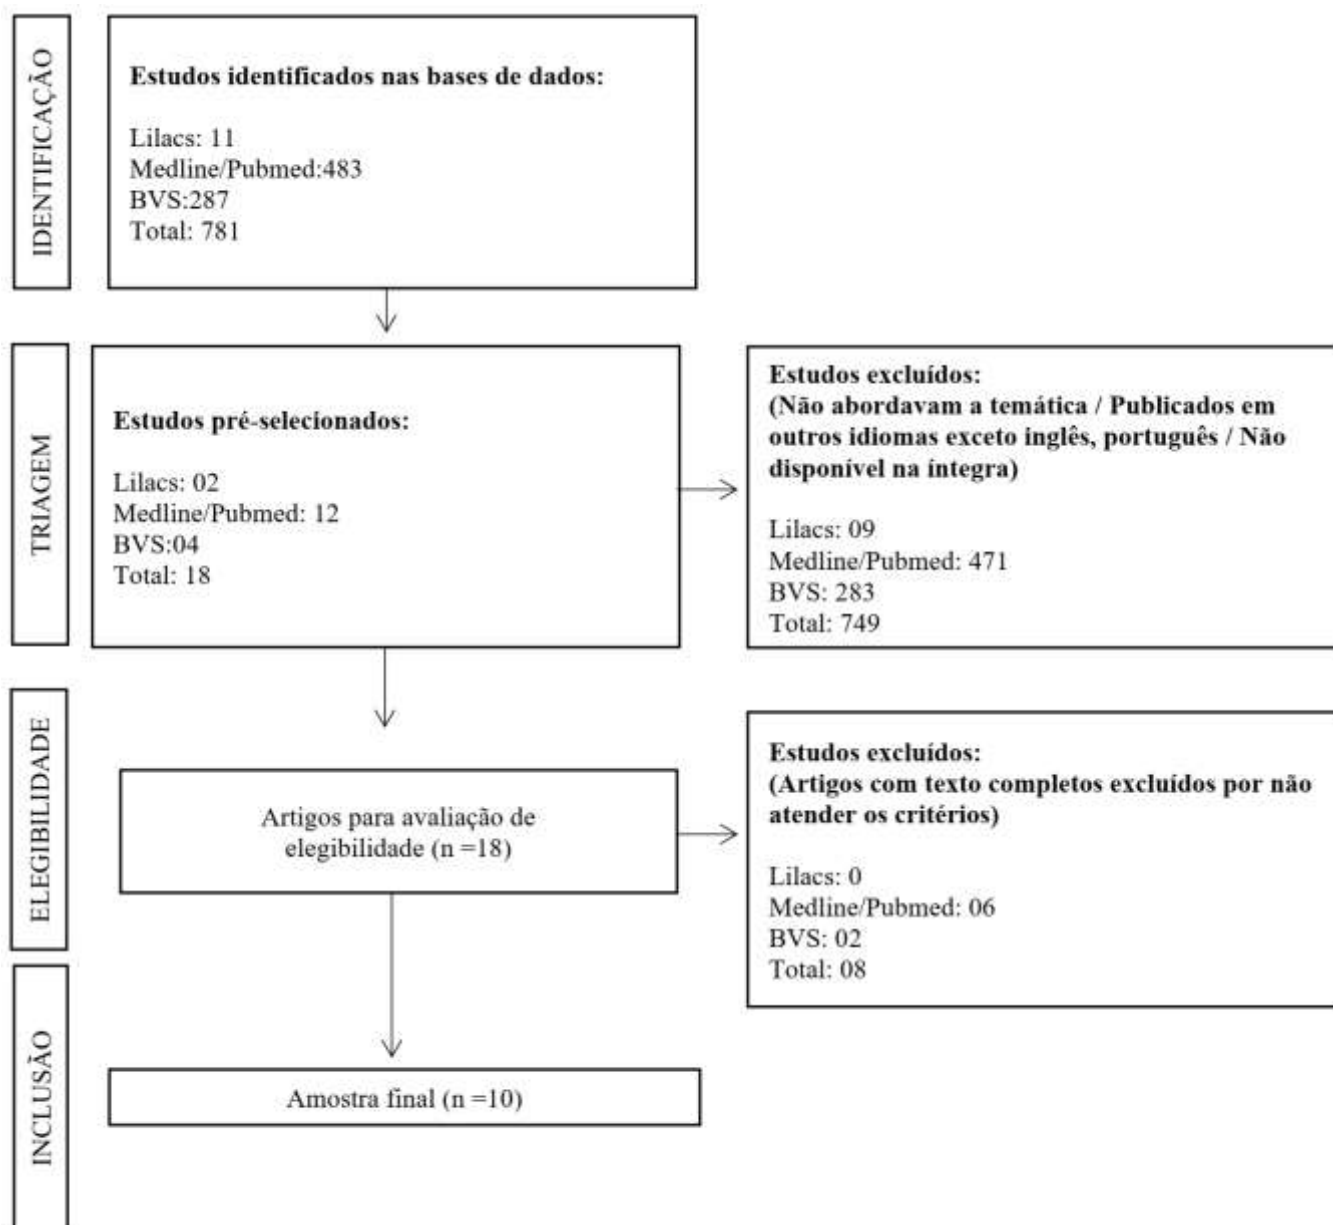 IDENTIFICAÇÃO
Estudos identificados nas bases de dados:
Lilacs: 11
Medline/Pubmed:483
BVS:287
Total: 781
TRIAGEM
Estudos pré-selecionados:
Lilacs: 02
Medline/Pubmed: 12
BVS:04
Total: 18
Estudos excluídos:
(Não abordavam a temática / Publicados em
outros idiomas exceto inglês, português / Não
disponível na íntegra)
Lilacs: 09
Medline/Pubmed: 471
BVS: 283
Total: 749
ELEGIBILIDADE
Artigos para avaliação de
elegibilidade (n =18)
Estudos excluídos:
(Artigos com texto completos excluídos por não
atender os critérios)
Lilacs: 0
Medline/Pubmed: 06
BVS: 02
Total: 08
INCLUSÃO
Amostra final (n =10)